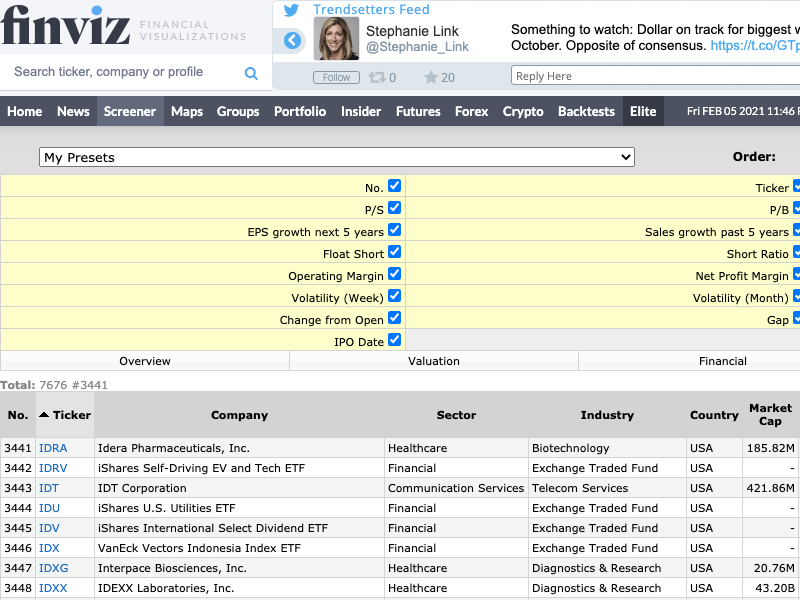 finviz FINANCIAL VISUALIZATIONS
Trendsetters Feed
Stephanie Link
@Stephanie_Link
Something to watch: Dollar on track for biggest w
October. Opposite of consensus. https://t.co/GTp
Search ticker, company or profile
Follow 0 20 Reply Here
Home News Screener Maps Groups Portfolio Insider Futures Forex Crypto Backtests Elite Fri FEB 05 2021 11:46
My Presets Order:
No. Ticker
P/S P/B
EPS growth next 5 years Sales growth past 5 years
Float Short Short Ratio
Operating Margin Net Profit Margin
Volatility (Week) Volatility (Month)
Change from Open Gap
IPO Date
Overview Valuation Financial
Total: 7676 #3441
No. Ticker Company Sector Industry Country Market Cap
3441 IDRA Idera Pharmaceuticals, Inc. Healthcare Biotechnology USA 185.82M
3442 IDRV iShares Self-Driving EV and Tech ETF Financial Exchange Traded Fund USA -
3443 IDT IDT Corporation Communication Services Telecom Services USA 421.86M
3444 IDU iShares U.S. Utilities ETF Financial Exchange Traded Fund USA -
3445 IDV iShares International Select Dividend ETF Financial Exchange Traded Fund USA -
3446 IDX VanEck Vectors Indonesia Index ETF Financial Exchange Traded Fund USA -
3447 IDXG Interpace Biosciences, Inc. Healthcare Diagnostics & Research USA 20.76M
3448 IDXX IDEXX Laboratories, Inc. Healthcare Diagnostics & Research USA 43.20B